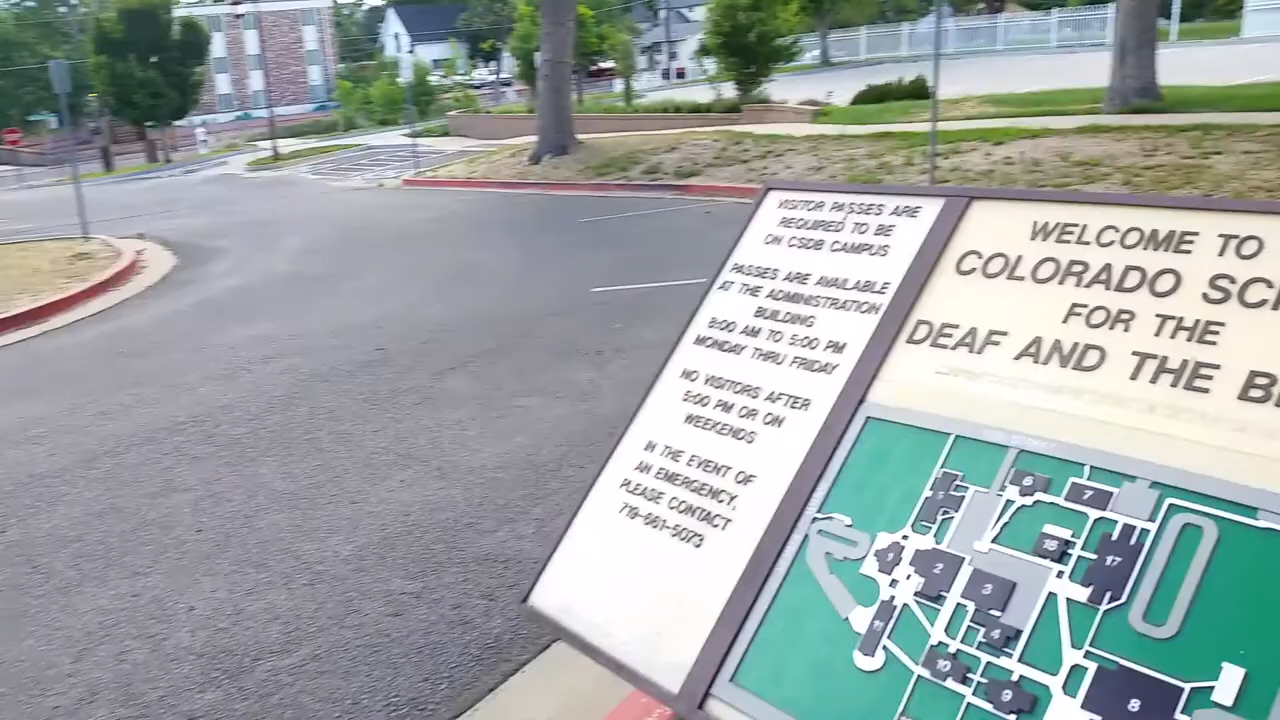 VISITOR PASSES ARE
REQUIRED TO BE
ON CSDB CAMPUS
PASSES ARE AVAILABLE
AT THE ADMINISTRATION
BUILDING
8:00 AM TO 5:00 PM
MONDAY THRU FRIDAY
NO VISITORS AFTER
5:00 PM OR ON
WEEKENDS
IN THE EVENT OF
AN EMERGENCY,
PLEASE CONTACT
719-661-5073
WELCOME TO
COLORADO SC
FOR THE
DEAF AND THE B
6
7
5
16
17
1
2
3
4
11
10
9
8